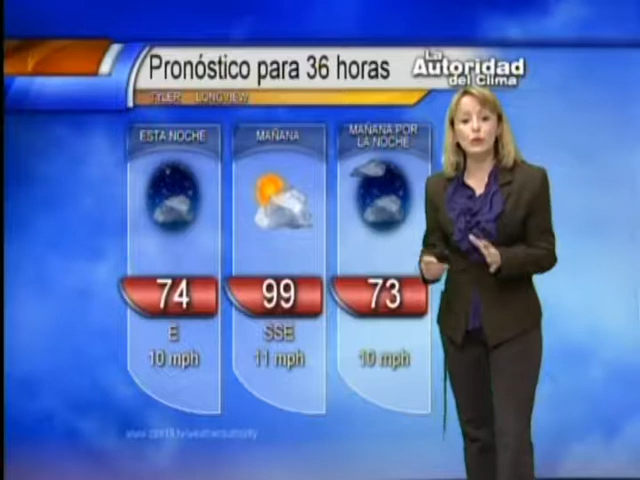 Pronóstico para 36 horas
La
Autoridad
del Clima
TYLER LONGVIEW
ESTA NOCHE
MAÑANA
MAÑANA POR
LA NOCHE
74
99
73
E
SSE
10 mph
11 mph
10 mph